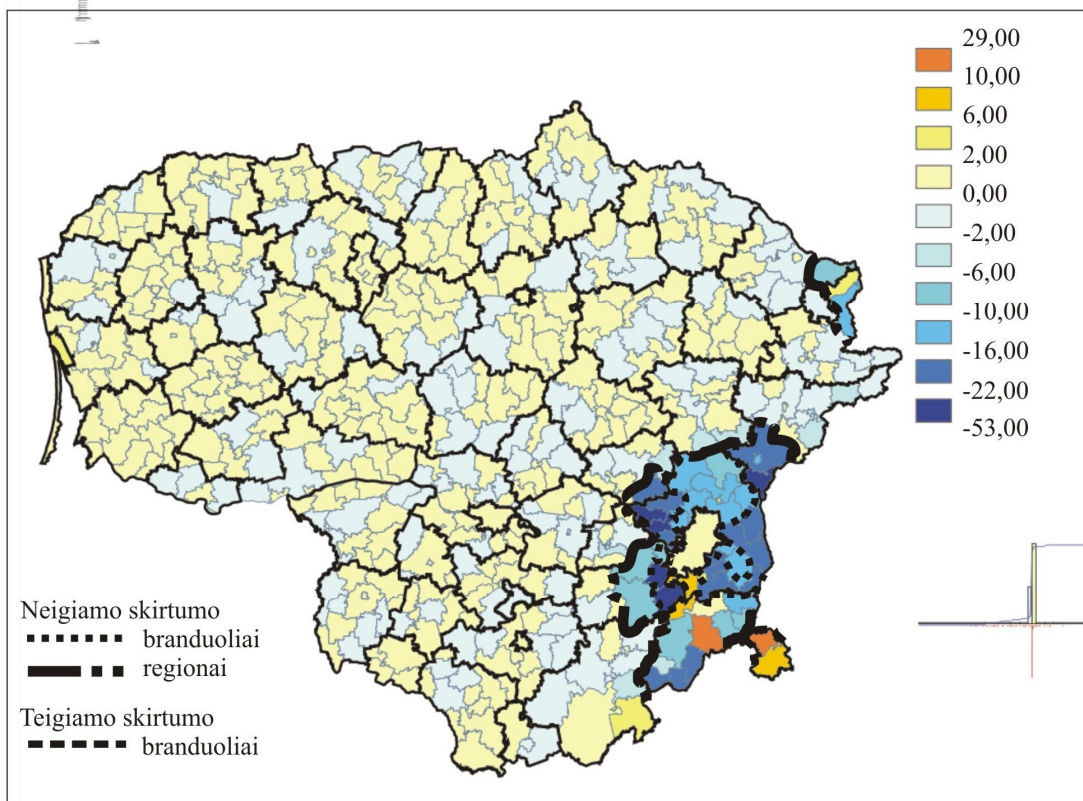 29,00
10,00
6,00
2,00
0,00
-2,00
-6,00
-10,00
-16,00
-22,00
-53,00
Neigiamo skirtumo
branduoliai
regionai
Teigiamo skirtumo
branduoliai